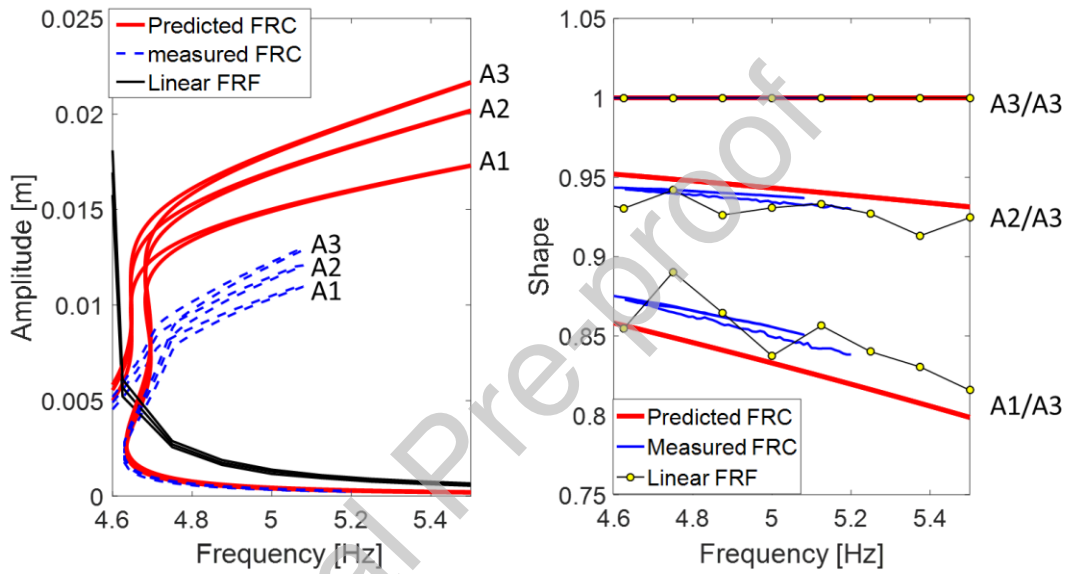 0.025
0.02
0.015
0.01
0.005
0
Amplitude [m]
Predicted FRC
measured FRC
Linear FRF
A3
A2
A1
A3
A2
A1
4.6 4.8 5 5.2 5.4
Frequency [Hz]
1.05
1
0.95
0.9
0.85
0.8
0.75
Shape
A3/A3
A2/A3
A1/A3
Predicted FRC
Measured FRC
Linear FRF
4.6 4.8 5 5.2 5.4
Frequency [Hz]
al Pre-proof